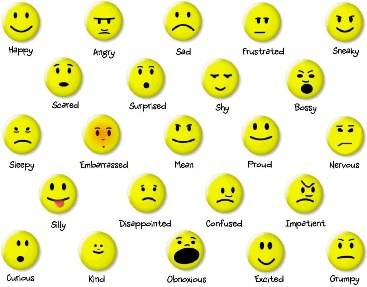 Happy Angry Sad Frustrated Sneaky
Scared Surprised Shy Bossy
Sleepy Embarrassed Mean Proud Nervous
Silly Disappointed Confused Impatient
Curious Kind Obnoxious Excited Grumpy